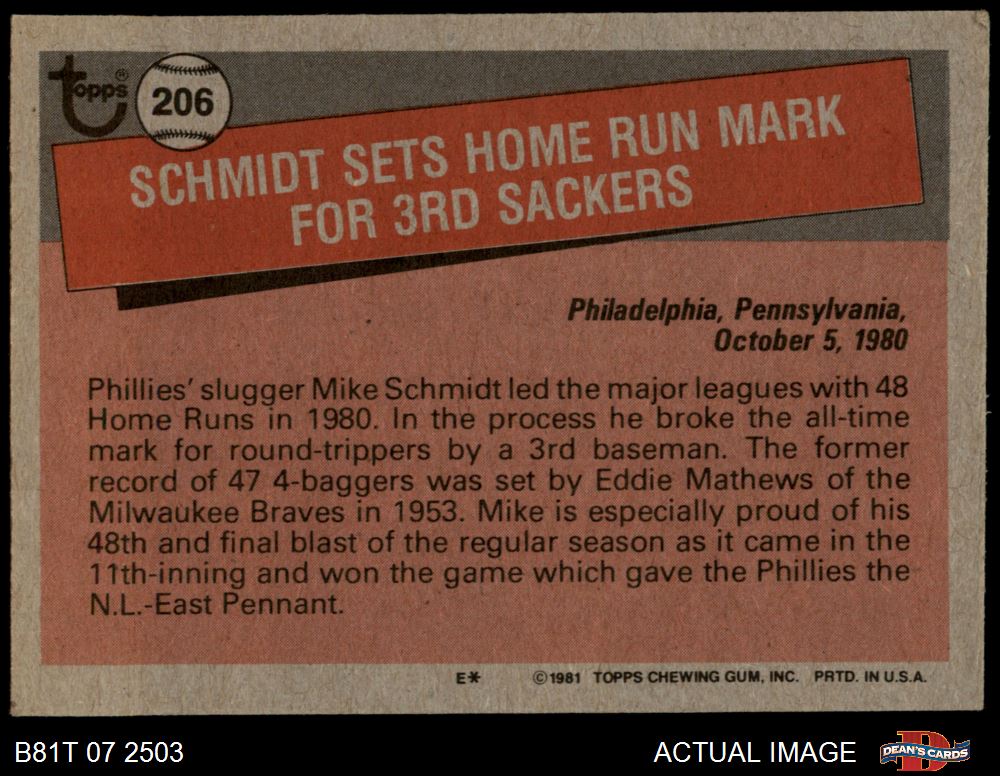 topps®
206
SCHMIDT SETS HOME RUN MARK
FOR 3RD SACKERS
Philadelphia, Pennsylvania,
October 5, 1980
Phillies' slugger Mike Schmidt led the major leagues with 48
Home Runs in 1980. In the process he broke the all-time
mark for round-trippers by a 3rd baseman. The former
record of 47 4-baggers was set by Eddie Mathews of the
Milwaukee Braves in 1953. Mike is especially proud of his
48th and final blast of the regular season as it came in the
11th-inning and won the game which gave the Phillies the
N.L.-East Pennant.
E* ©1981 TOPPS CHEWING GUM, INC. PRTD. IN U.S.A.
B81T 07 2503 ACTUAL IMAGE D DEAN'S CARDS